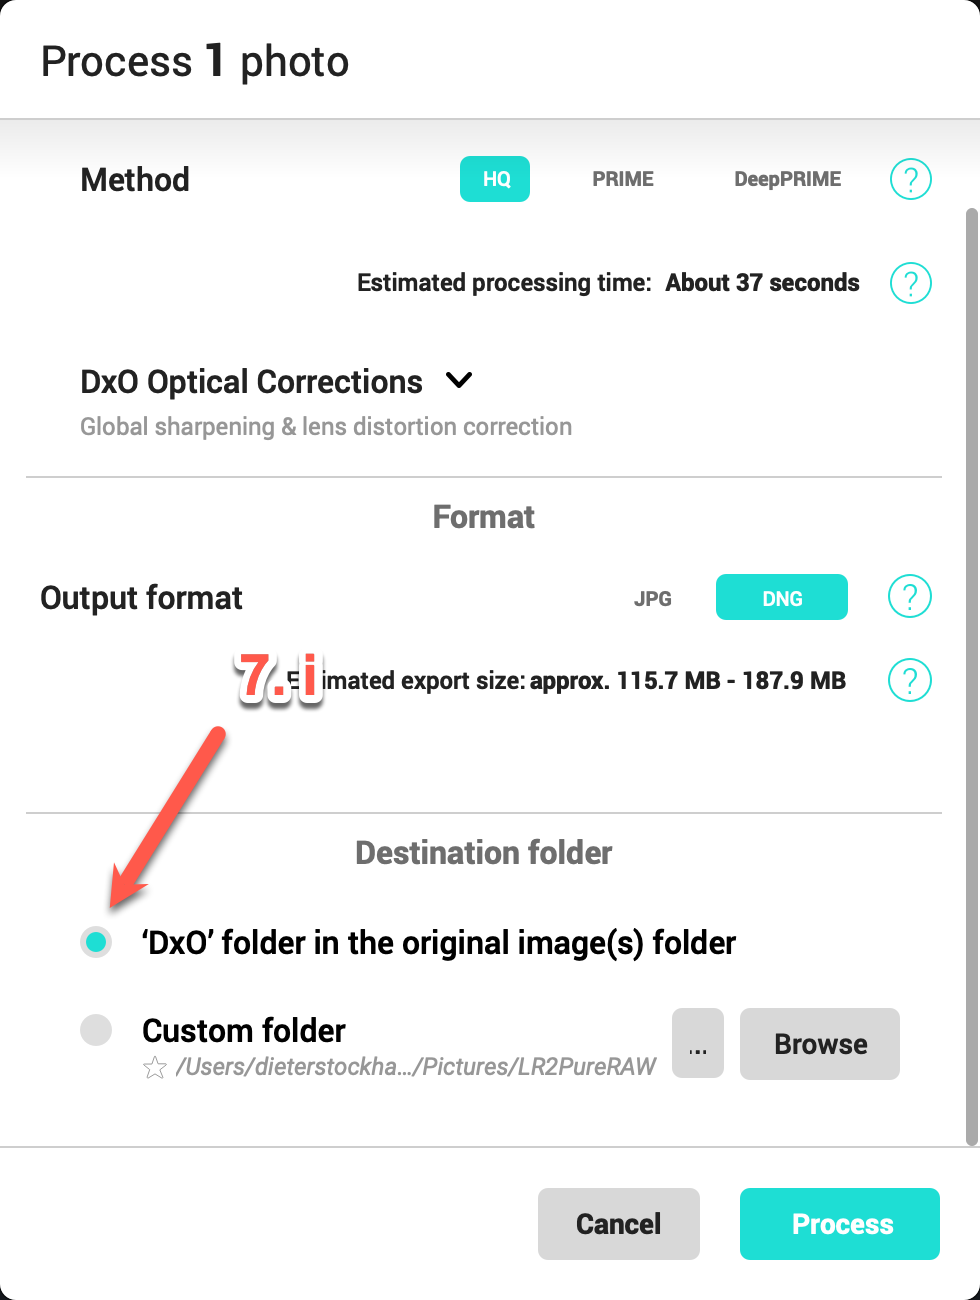 Process 1 photo
Method HQ PRIME DeepPRIME ?
Estimated processing time: About 37 seconds ?
DxO Optical Corrections
Global sharpening & lens distortion correction
Format
Output format JPG DNG ?
7.i
Estimated export size: approx. 115.7 MB - 187.9 MB ?
Destination folder
‘DxO’ folder in the original image(s) folder
Custom folder
/Users/dieterstockha.../Pictures/LR2PureRAW ... Browse
Cancel Process